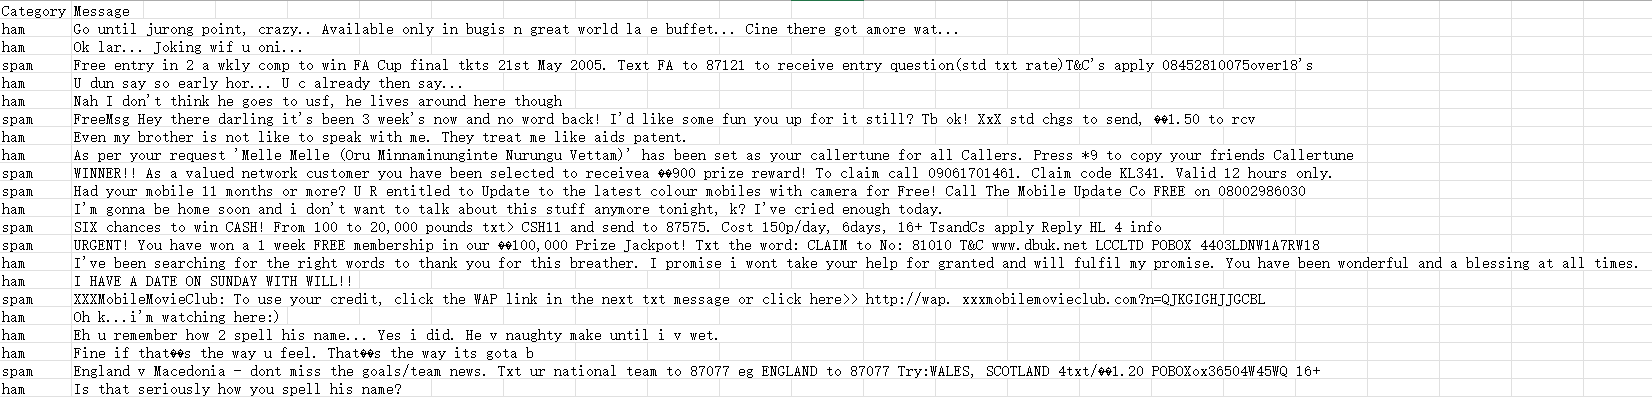 Category Message
ham Go until jurong point, crazy.. Available only in bugis n great world la e buffet... Cine there got amore wat...
ham Ok lar... Joking wif u oni...
spam Free entry in 2 a wkly comp to win FA Cup final tkts 21st May 2005. Text FA to 87121 to receive entry question(std txt rate)T&C's apply 08452810075over18's
ham U dun say so early hor... U c already then say...
ham Nah I don't think he goes to usf, he lives around here though
spam FreeMsg Hey there darling it's been 3 week's now and no word back! I'd like some fun you up for it still? Tb ok! XxX std chgs to send, ��1.50 to rcv
ham Even my brother is not like to speak with me. They treat me like aids patent.
ham As per your request 'Melle Melle (Oru Minnaminunginte Nurungu Vettam)' has been set as your callertune for all Callers. Press *9 to copy your friends Callertune
spam WINNER!! As a valued network customer you have been selected to receivea ��900 prize reward! To claim call 09061701461. Claim code KL341. Valid 12 hours only.
spam Had your mobile 11 months or more? U R entitled to Update to the latest colour mobiles with camera for Free! Call The Mobile Update Co FREE on 08002986030
ham I'm gonna be home soon and i don't want to talk about this stuff anymore tonight, k? I've cried enough today.
spam SIX chances to win CASH! From 100 to 20,000 pounds txt> CSH11 and send to 87575. Cost 150p/day, 6days, 16+ TsandCs apply Reply HL 4 info
spam URGENT! You have won a 1 week FREE membership in our ��100,000 Prize Jackpot! Txt the word: CLAIM to No: 81010 T&C www.dbuk.net LCCLTD POBOX 4403LDNW1A7RW18
ham I've been searching for the right words to thank you for this breather. I promise i wont take your help for granted and will fulfil my promise. You have been wonderful and a blessing at all times.
ham I HAVE A DATE ON SUNDAY WITH WILL!!
spam XXXMobileMovieClub: To use your credit, click the WAP link in the next txt message or click here>> http://wap. xxxmobilemovieclub.com?n=QJKGIGHJJGCBL
ham Oh k...i'm watching here:)
ham Eh u remember how 2 spell his name... Yes i did. He v naughty make until i v wet.
ham Fine if that��s the way u feel. That��s the way its gota b
spam England v Macedonia - dont miss the goals/team news. Txt ur national team to 87077 eg ENGLAND to 87077 Try:WALES, SCOTLAND 4txt/��1.20 POBOXox36504W45WQ 16+
ham Is that seriously how you spell his name?